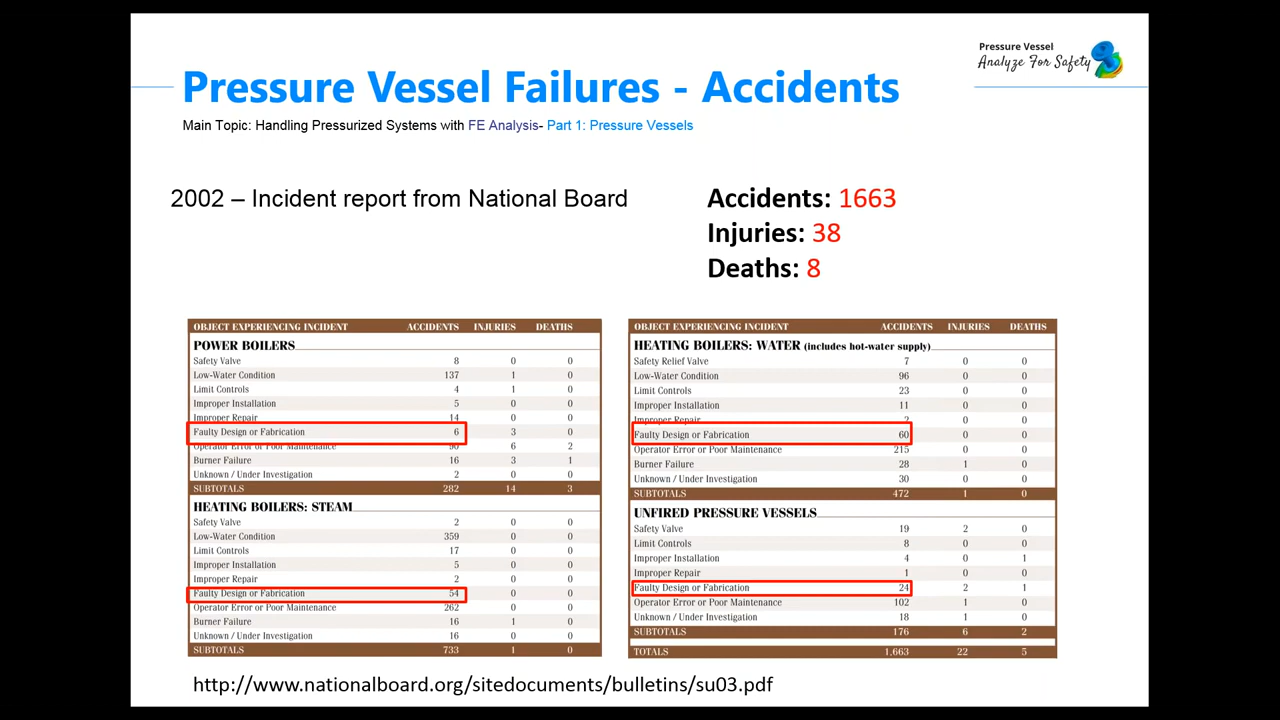 Pressure Vessel
Analyze For Safety
Pressure Vessel Failures - Accidents
Main Topic: Handling Pressurized Systems with FE Analysis- Part 1: Pressure Vessels
2002 – Incident report from National Board
Accidents: 1663
Injuries: 38
Deaths: 8
OBJECT EXPERIENCING INCIDENT ACCIDENTS INJURIES DEATHS
POWER BOILERS
Safety Valve 8 0 0
Low-Water Condition 137 1 0
Limit Controls 4 1 0
Improper Installation 5 0 0
Improper Repair 14 0 0
Faulty Design or Fabrication 6 3 0
Operator Error or Poor Maintenance 90 6 2
Burner Failure 16 3 1
Unknown / Under Investigation 2 0 0
SUBTOTALS 282 14 3
HEATING BOILERS: STEAM
Safety Valve 2 0 0
Low-Water Condition 359 0 0
Limit Controls 17 0 0
Improper Installation 5 0 0
Improper Repair 2 0 0
Faulty Design or Fabrication 54 0 0
Operator Error or Poor Maintenance 262 0 0
Burner Failure 16 1 0
Unknown / Under Investigation 16 0 0
SUBTOTALS 733 1 0
OBJECT EXPERIENCING INCIDENT ACCIDENTS INJURIES DEATHS
HEATING BOILERS: WATER (includes hot-water supply)
Safety Relief Valve 7 0 0
Low-Water Condition 96 0 0
Limit Controls 23 0 0
Improper Installation 11 0 0
Improper Repair 2 0 0
Faulty Design or Fabrication 60 0 0
Operator Error or Poor Maintenance 215 0 0
Burner Failure 28 1 0
Unknown / Under Investigation 30 0 0
SUBTOTALS 472 1 0
UNFIRED PRESSURE VESSELS
Safety Valve 19 2 0
Limit Controls 8 0 0
Improper Installation 4 0 1
Improper Repair 1 0 0
Faulty Design or Fabrication 24 2 1
Operator Error or Poor Maintenance 102 1 0
Unknown / Under Investigation 18 1 0
SUBTOTALS 176 6 2
TOTALS 1,663 22 5
http://www.nationalboard.org/sitedocuments/bulletins/su03.pdf